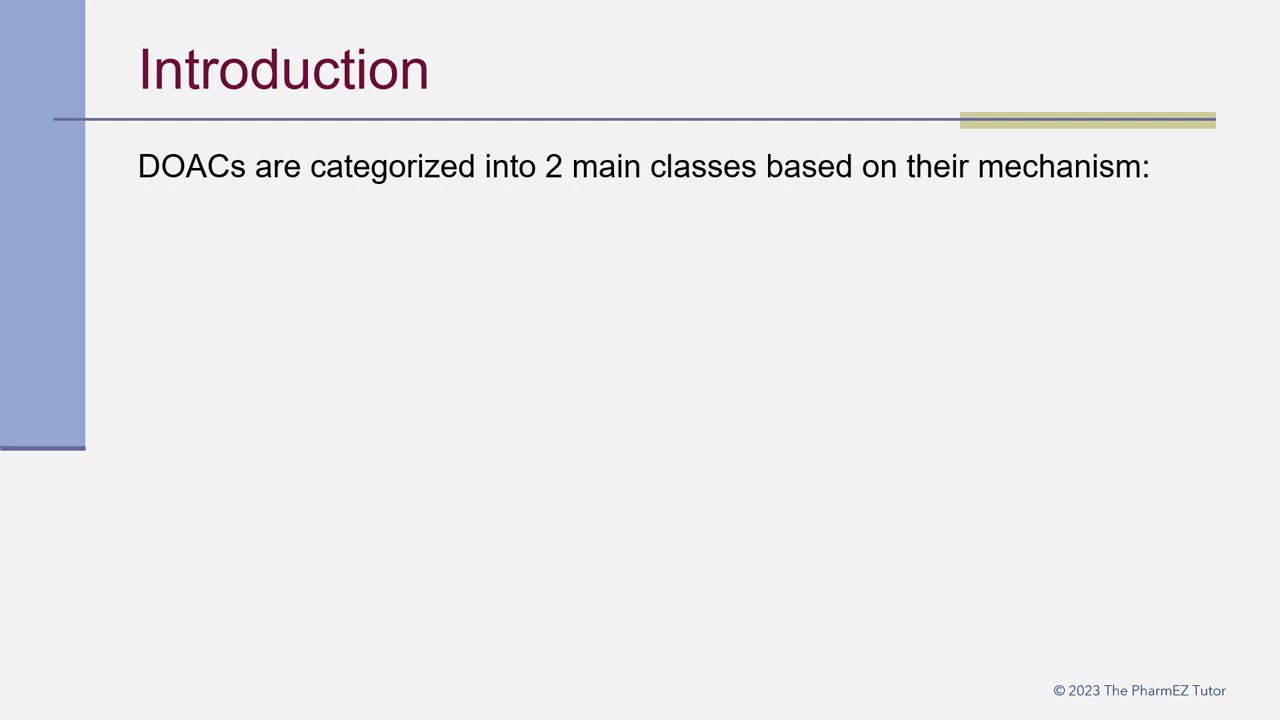 Introduction
DOACs are categorized into 2 main classes based on their mechanism:
© 2023 The PharmEZ Tutor